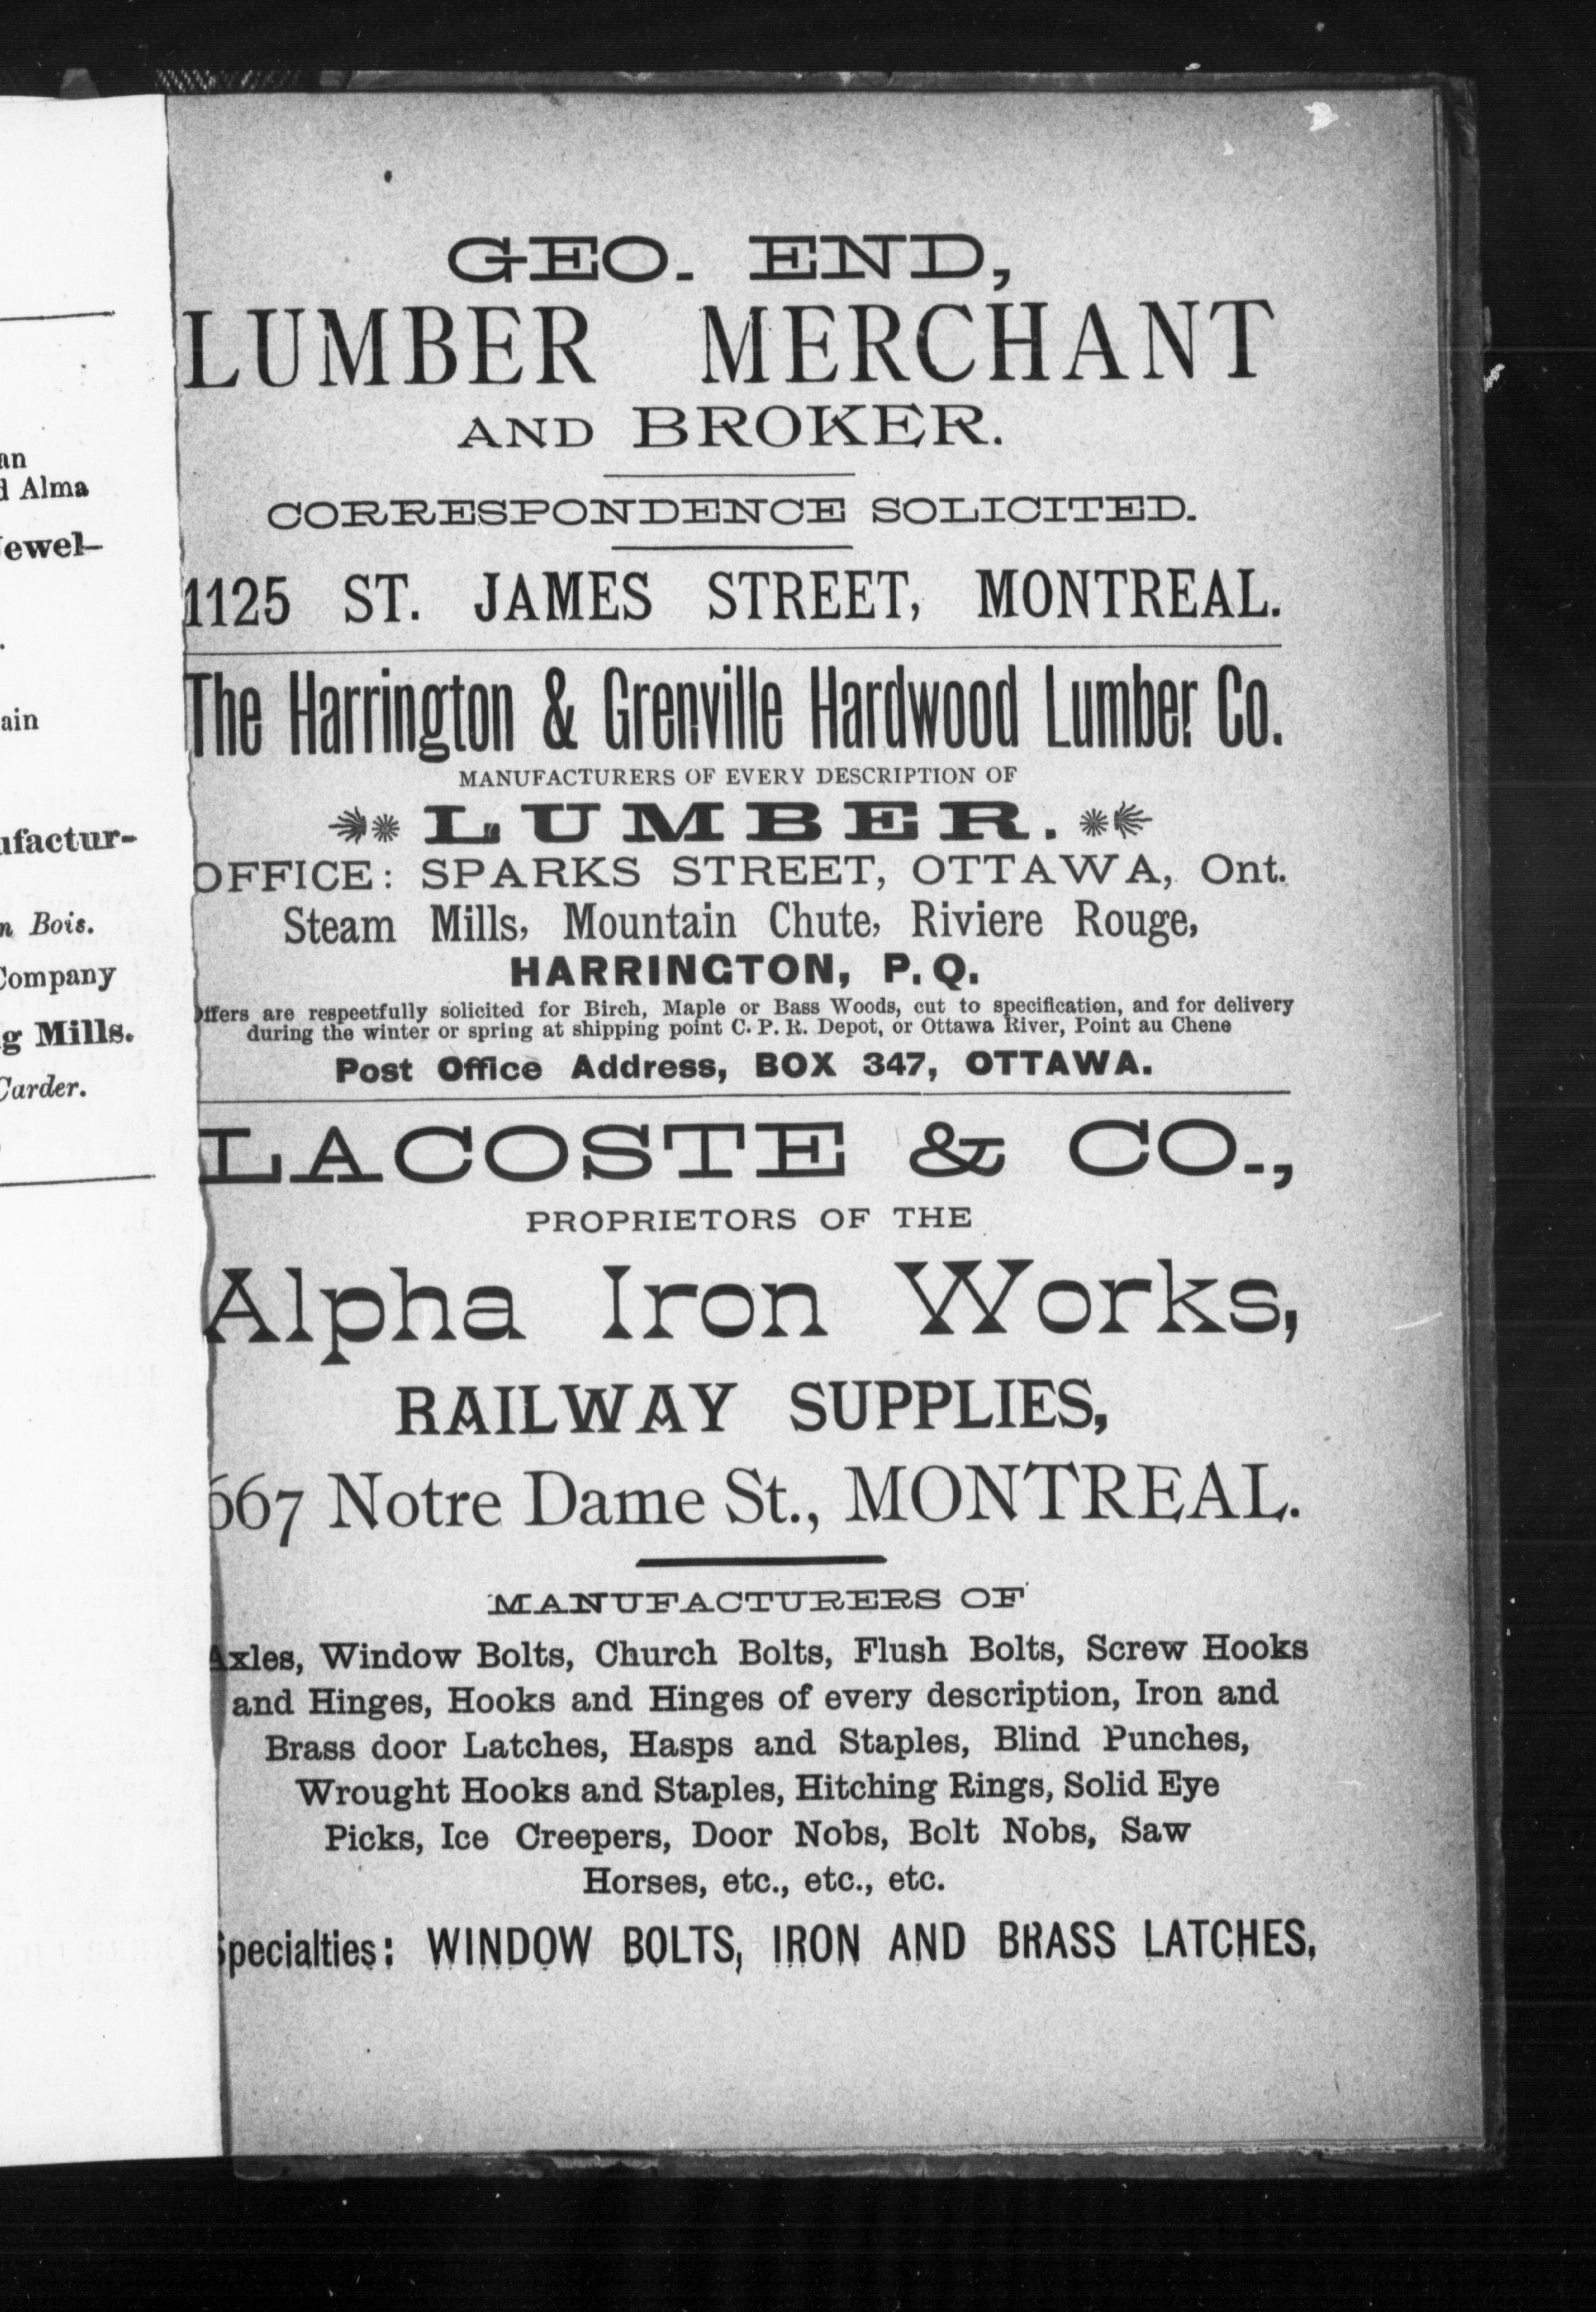 an
d Alma
Jewel-
ain
ufactur-
n Bois.
Company
g Mills.
Carder.
GEO. END,
LUMBER MERCHANT
AND BROKER.
CORRESPONDENCE SOLICITED.
1125 ST. JAMES STREET, MONTREAL.
The Harrington & Grenville Hardwood Lumber Co.
MANUFACTURERS OF EVERY DESCRIPTION OF
LUMBER.
OFFICE: SPARKS STREET, OTTAWA, Ont.
Steam Mills, Mountain Chute, Riviere Rouge,
HARRINGTON, P.Q.
Offers are respeetfully solicited for Birch, Maple or Bass Woods, cut to specification, and for delivery
during the winter or spring at shipping point C. P. R. Depot, or Ottawa River, Point au Chene
Post Office Address, BOX 347, OTTAWA.
LACOSTE & CO.,
PROPRIETORS OF THE
Alpha Iron Works,
RAILWAY SUPPLIES,
667 Notre Dame St., MONTREAL.
MANUFACTURERS OF
Axles, Window Bolts, Church Bolts, Flush Bolts, Screw Hooks
and Hinges, Hooks and Hinges of every description, Iron and
Brass door Latches, Hasps and Staples, Blind Punches,
Wrought Hooks and Staples, Hitching Rings, Solid Eye
Picks, Ice Creepers, Door Nobs, Bolt Nobs, Saw
Horses, etc., etc., etc.
Specialties: WINDOW BOLTS, IRON AND BRASS LATCHES,